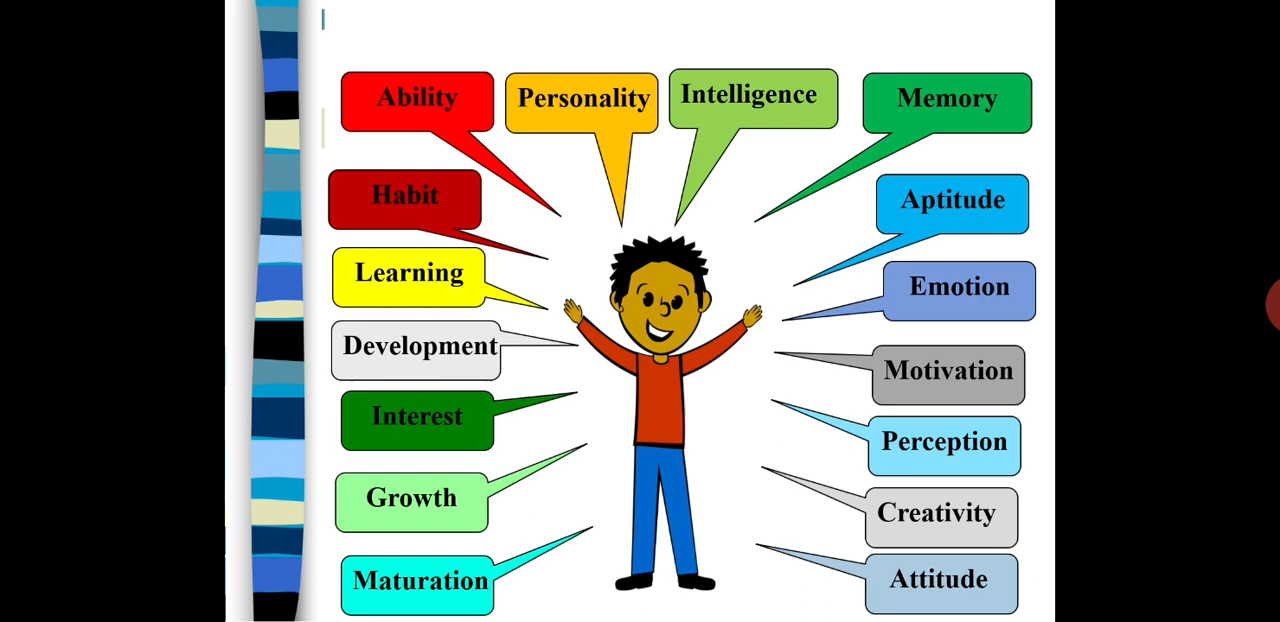 Ability
Personality
Intelligence
Memory
Habit
Aptitude
Learning
Emotion
Development
Motivation
Interest
Perception
Growth
Creativity
Maturation
Attitude